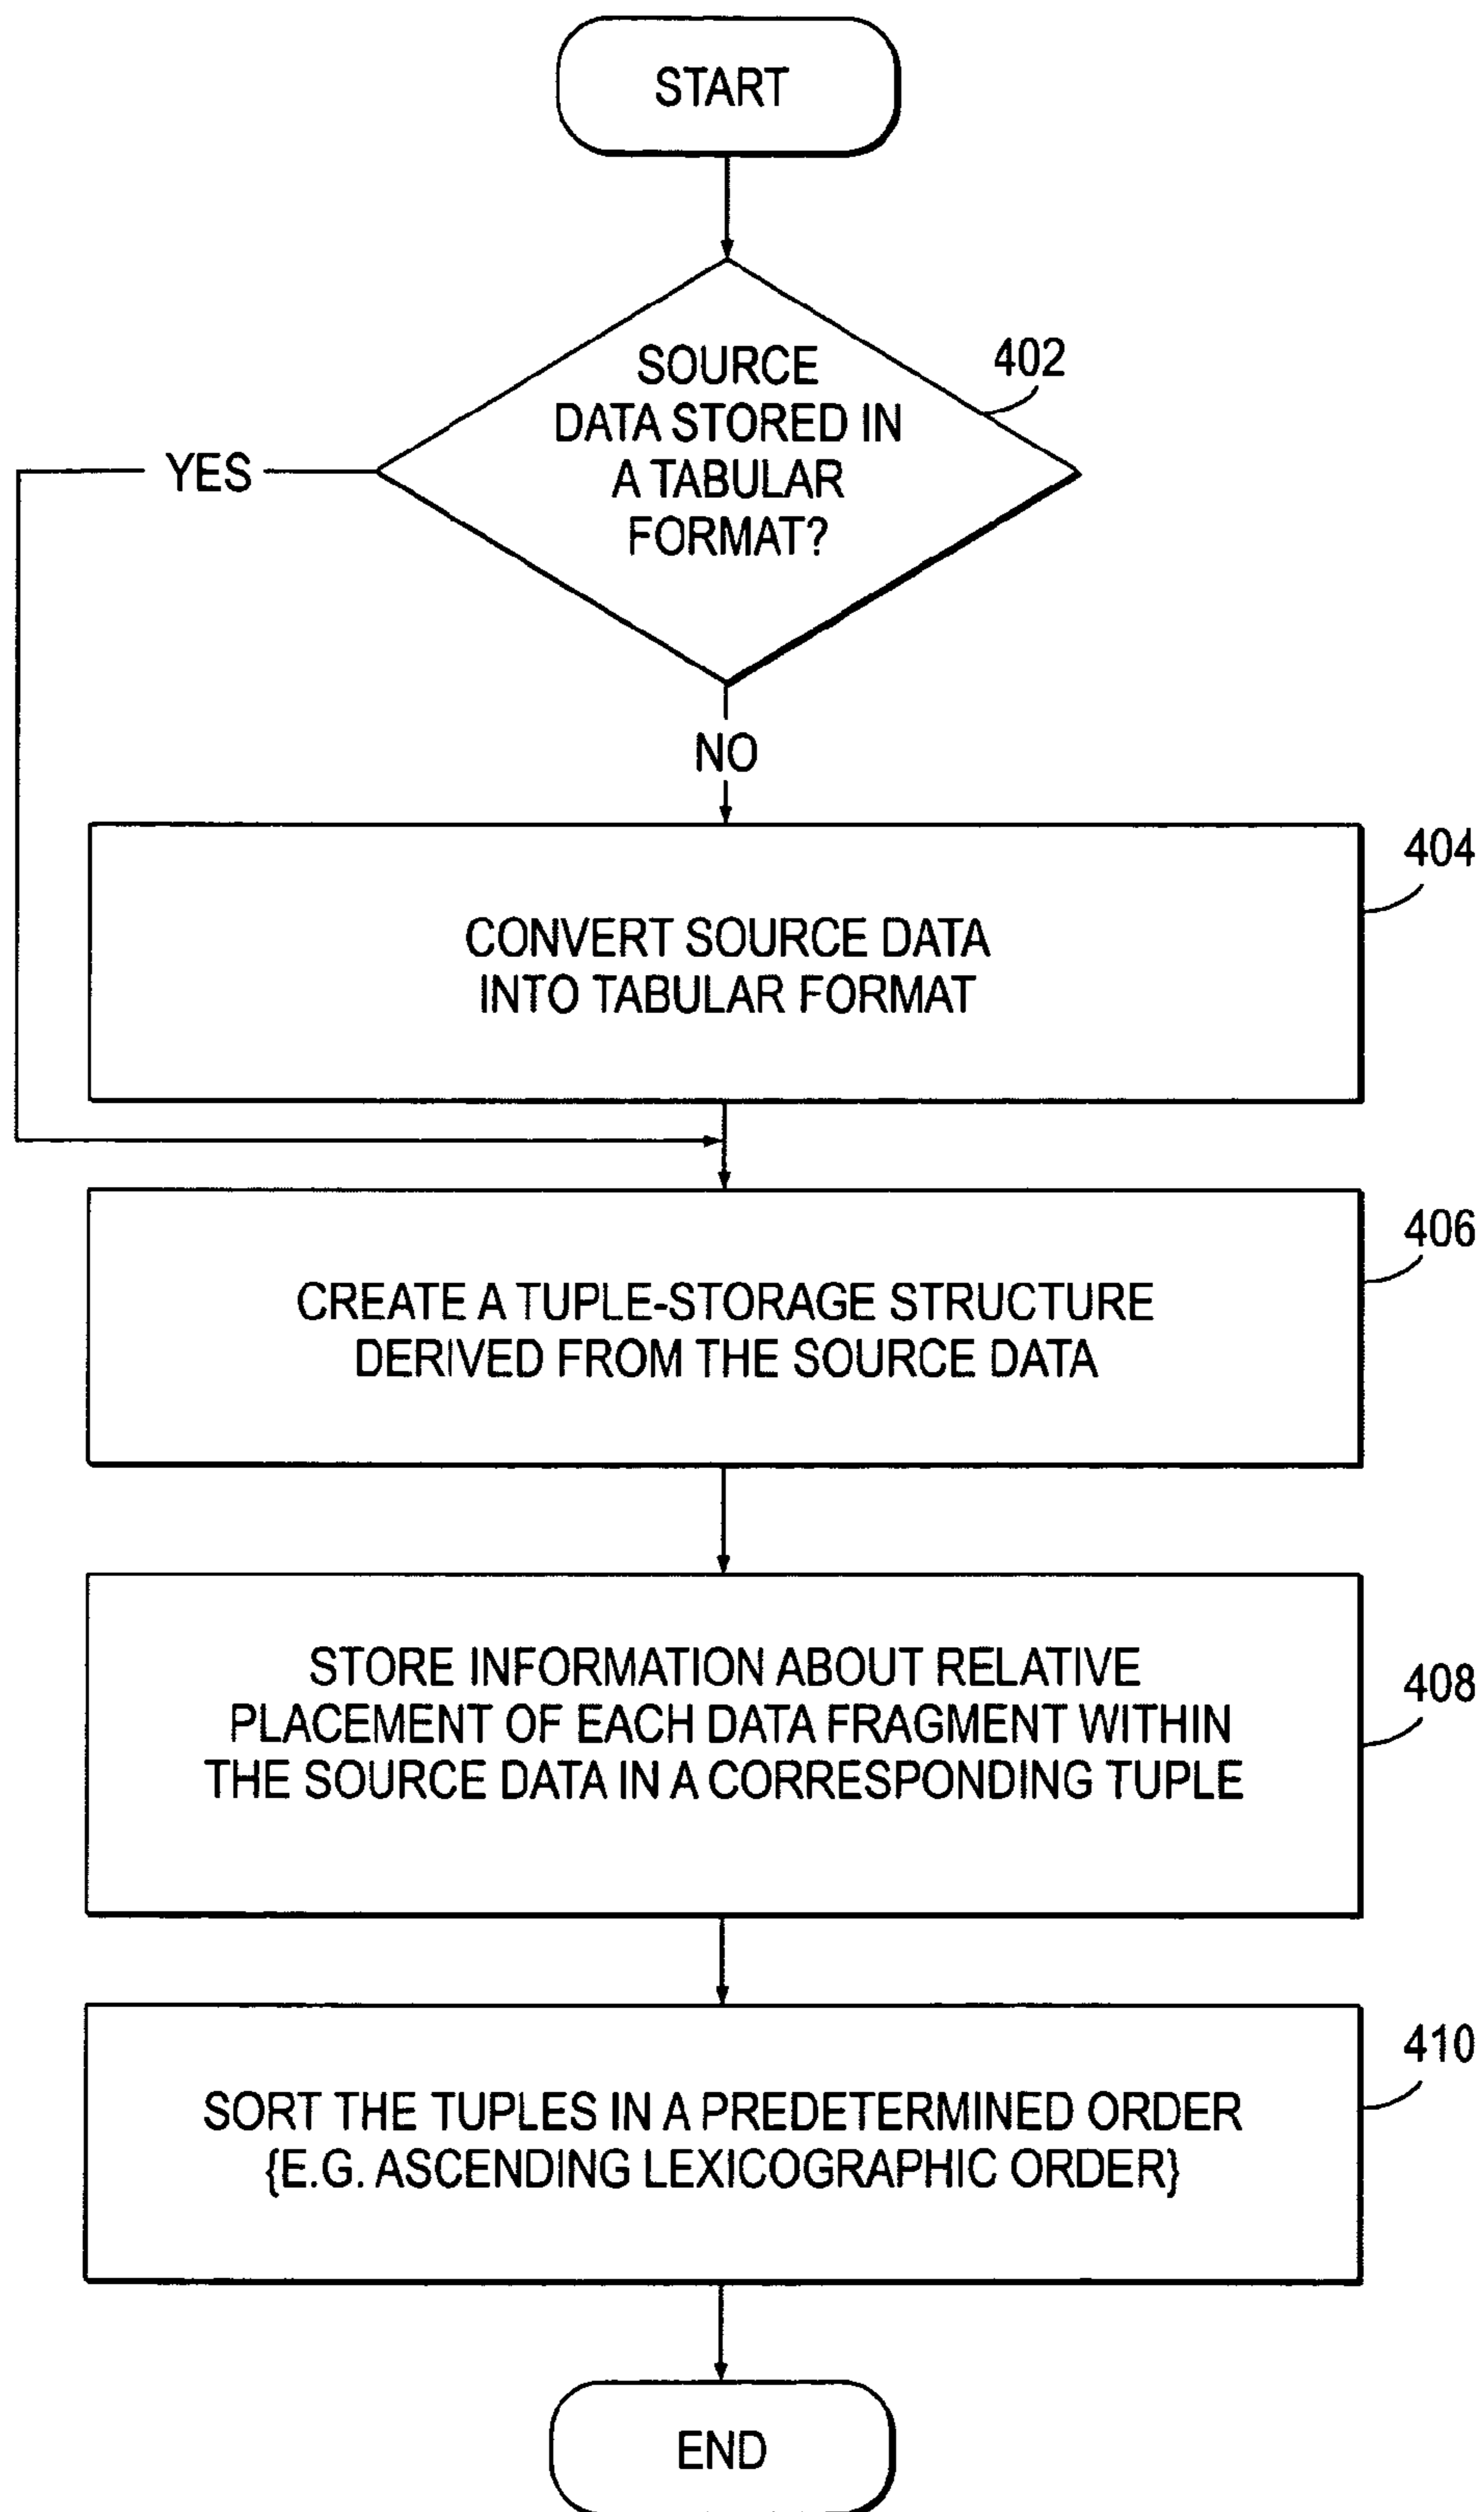 START
402
SOURCE
DATA STORED IN
A TABULAR
FORMAT?
YES
NO
404
CONVERT SOURCE DATA
INTO TABULAR FORMAT
406
CREATE A TUPLE-STORAGE STRUCTURE
DERIVED FROM THE SOURCE DATA
408
STORE INFORMATION ABOUT RELATIVE
PLACEMENT OF EACH DATA FRAGMENT WITHIN
THE SOURCE DATA IN A CORRESPONDING TUPLE
410
SORT THE TUPLES IN A PREDETERMINED ORDER
{E.G. ASCENDING LEXICOGRAPHIC ORDER}
END